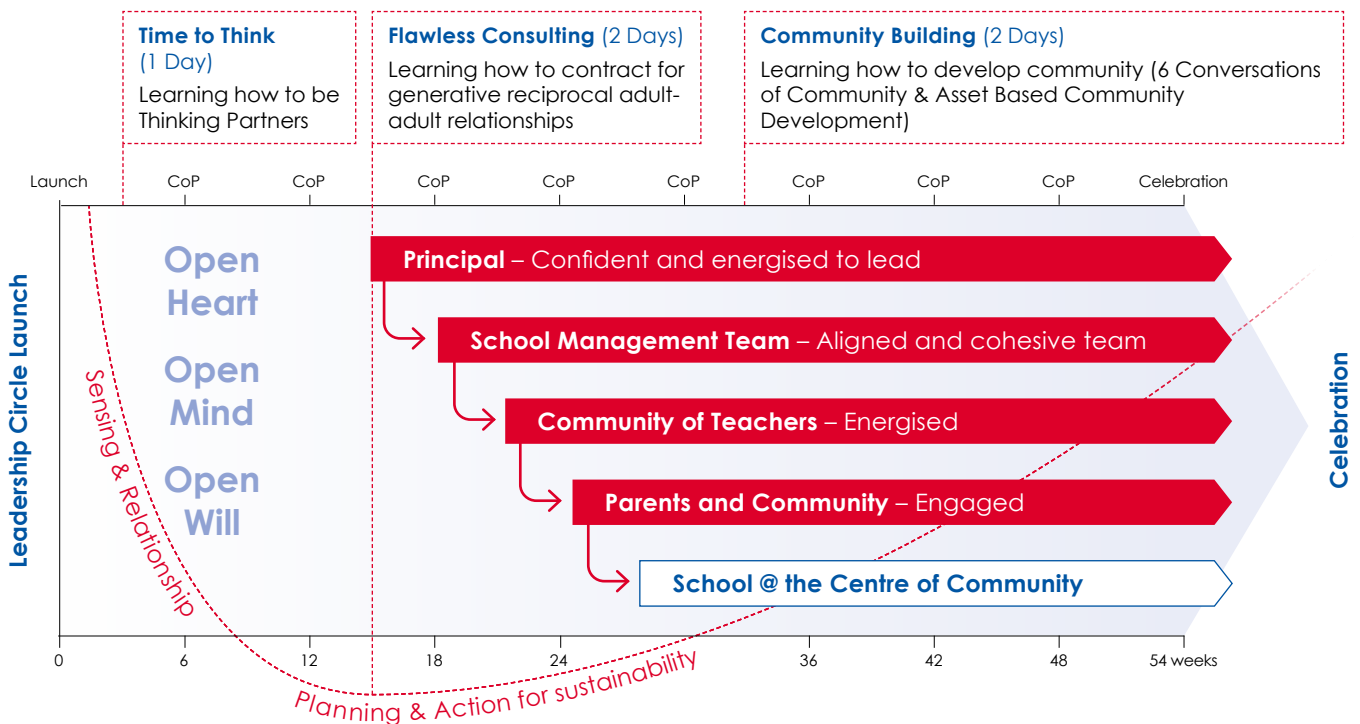 Time to Think
(1 Day)
Learning how to be
Thinking Partners
Flawless Consulting (2 Days)
Learning how to contract for
generative reciprocal adult-
adult relationships
Community Building (2 Days)
Learning how to develop community (6 Conversations
of Community & Asset Based Community
Development)
Launch CoP CoP CoP CoP CoP CoP CoP CoP Celebration
Leadership Circle Launch
Sensing & Relationship
Open
Heart
Open
Mind
Open
Will
Principal – Confident and energised to lead
School Management Team – Aligned and cohesive team
Community of Teachers – Energised
Parents and Community – Engaged
School @ the Centre of Community
Celebration
0 6 12 18 24 36 42 48 54 weeks
Planning & Action for sustainability